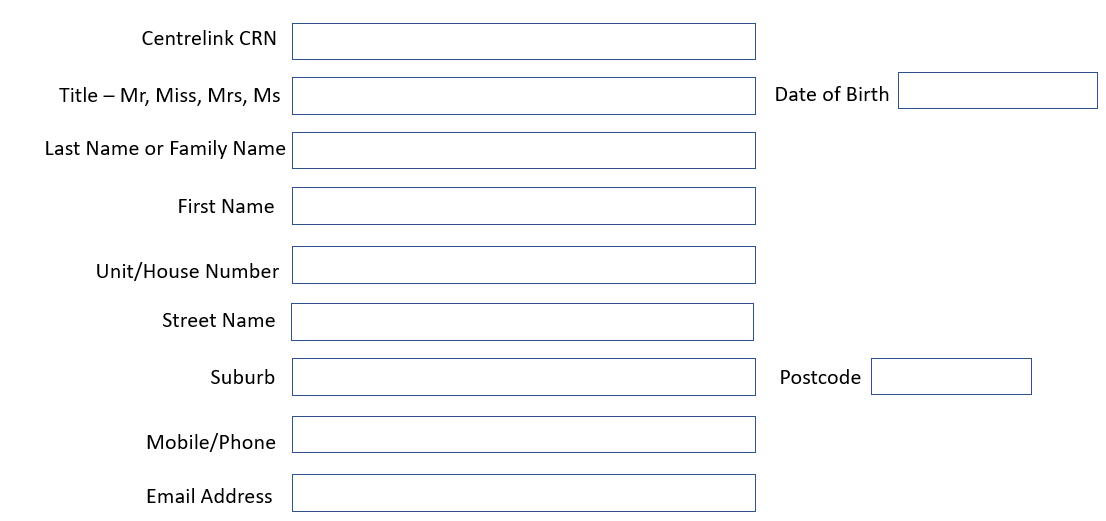 Centrelink CRN
Title – Mr, Miss, Mrs, Ms
Date of Birth
Last Name or Family Name
First Name
Unit/House Number
Street Name
Suburb
Postcode
Mobile/Phone
Email Address